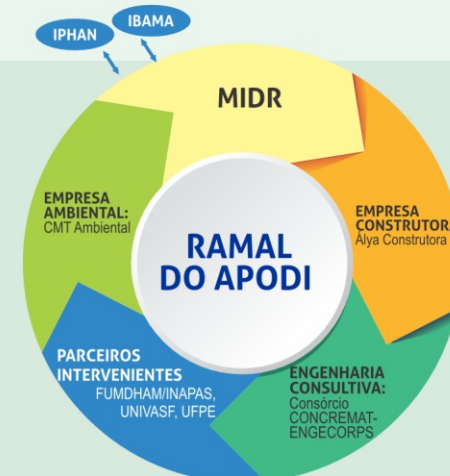 IPHAN
IBAMA
MIDR
EMPRESA
AMBIENTAL:
CMT Ambiental
EMPRESA
CONSTRUTORA
Álya Construtora
RAMAL
DO APODI
PARCEIROS
INTERVENIENTES
FUMDHAM/INAPAS,
UNIVASF, UFPE
ENGENHARIA
CONSULTIVA:
Consórcio
CONCREMAT-
ENGECORPS